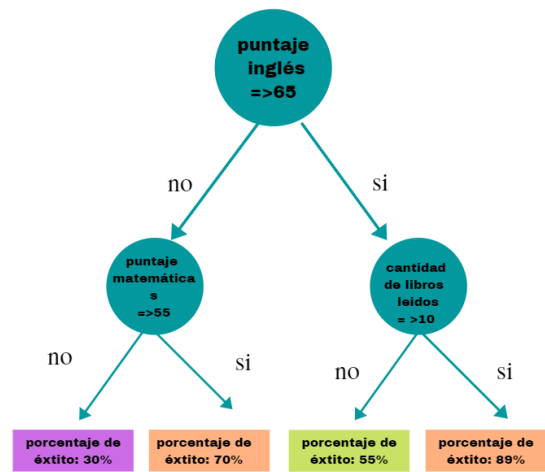 puntaje
inglés
=>65
no
si
puntaje
matemática
s
=>55
cantidad
de libros
leidos
= >10
no
si
no
si
porcentaje de
éxtito: 30%
porcentaje de
éxtito: 70%
porcentaje de
éxtito: 55%
porcentaje de
éxtito: 89%